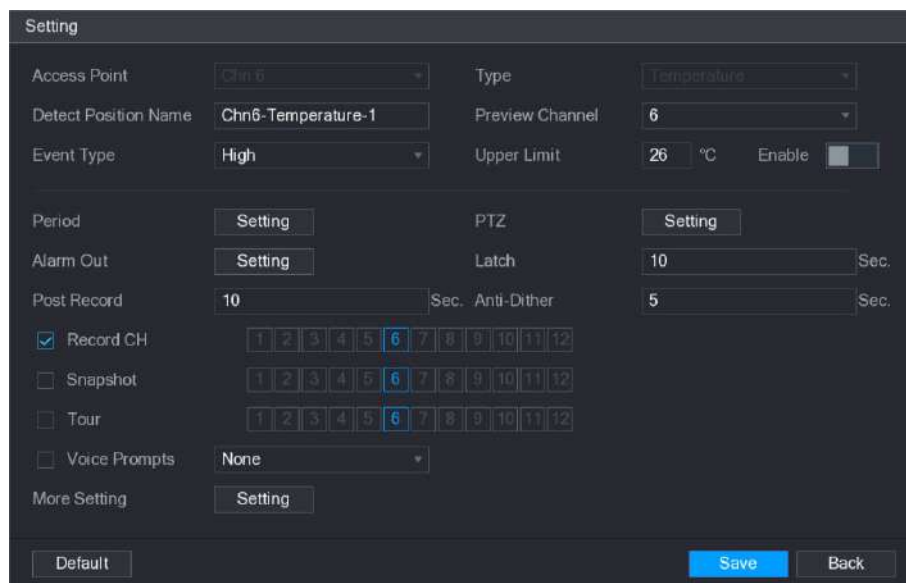 Setting
Access Point Chn 6 Type Temperature
Detect Position Name Chn6-Temperature-1 Preview Channel 6
Event Type High Upper Limit 26 °C Enable
Period Setting PTZ Setting
Alarm Out Setting Latch 10 Sec.
Post Record 10 Sec. Anti-Dither 5 Sec.
Record CH 1 2 3 4 5 6 7 8 9 10 11 12
Snapshot 1 2 3 4 5 6 7 8 9 10 11 12
Tour 1 2 3 4 5 6 7 8 9 10 11 12
Voice Prompts None
More Setting Setting
Default Save Back